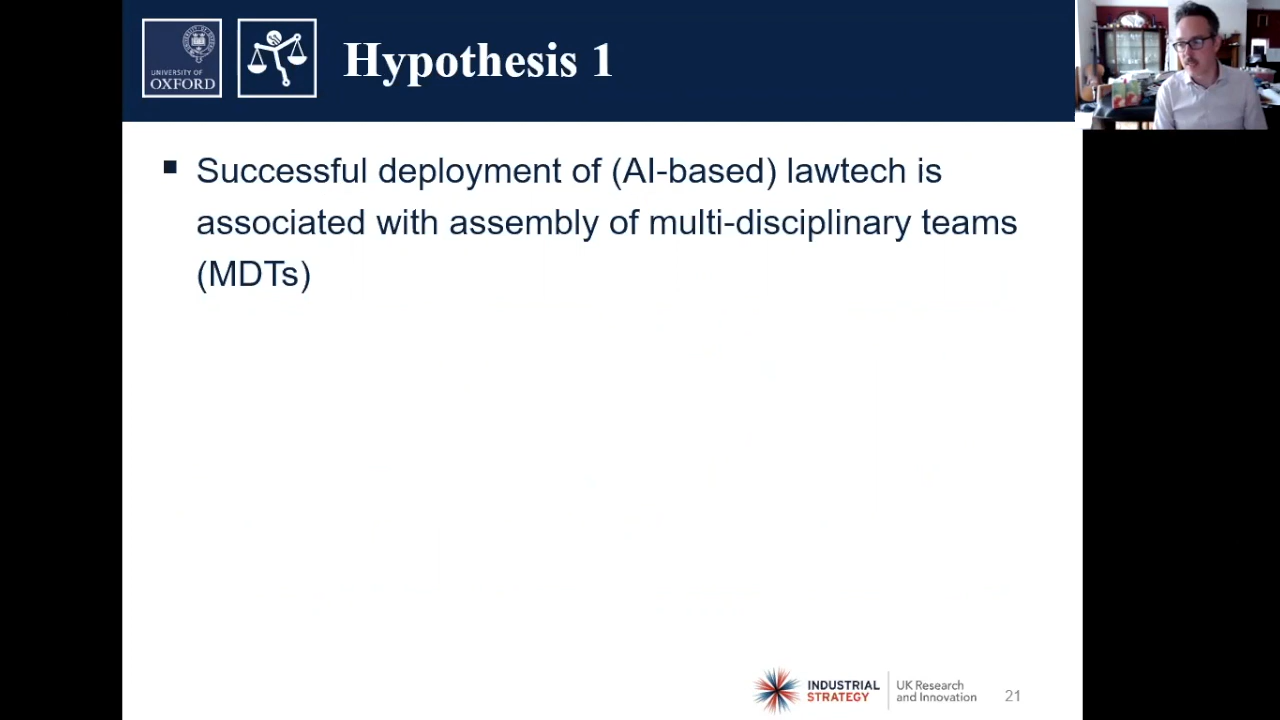 UNIVERSITY OF
OXFORD
Hypothesis 1
Successful deployment of (AI-based) lawtech is
associated with assembly of multi-disciplinary teams
(MDTs)
INDUSTRIAL
STRATEGY
UK Research
and Innovation
21